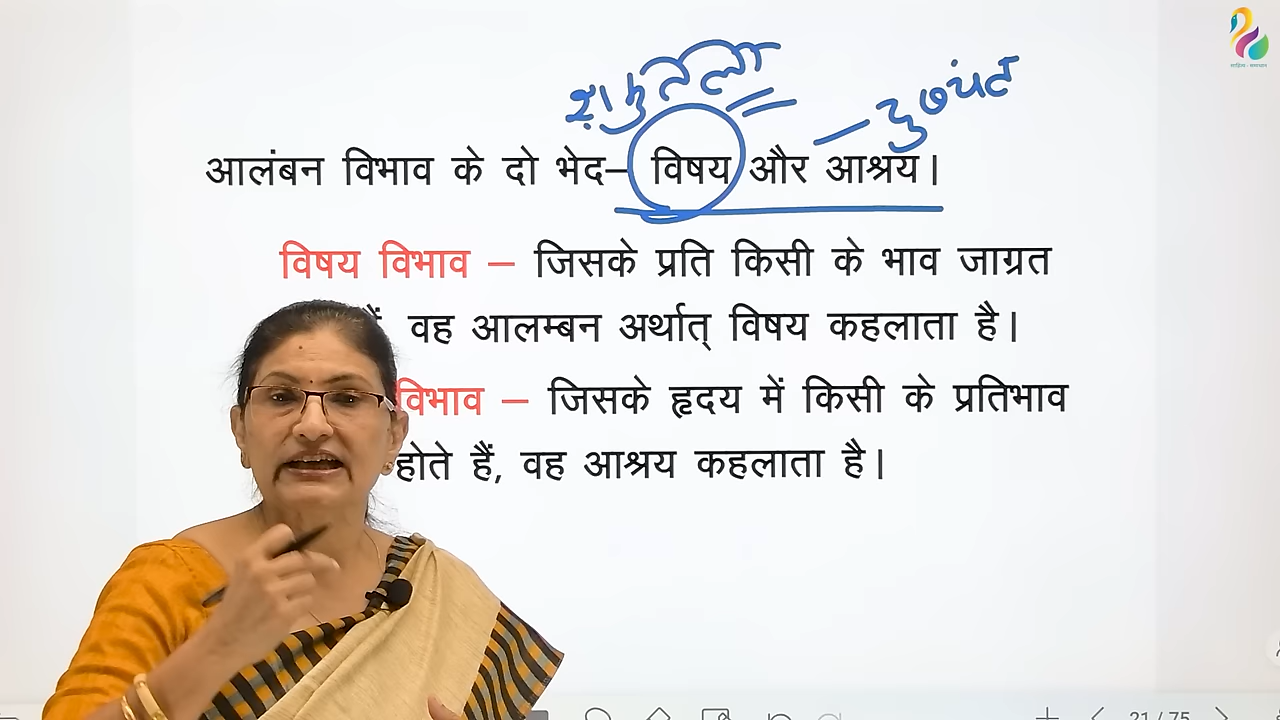 शकुंतला
दुष्यंत
आलंबन विभाव के दो भेद– विषय और आश्रय।
विषय विभाव – जिसके प्रति किसी के भाव जाग्रत
वह आलम्बन अर्थात् विषय कहलाता है।
विभाव – जिसके हृदय में किसी के प्रतिभाव
होते हैं, वह आश्रय कहलाता है।
21 / 75